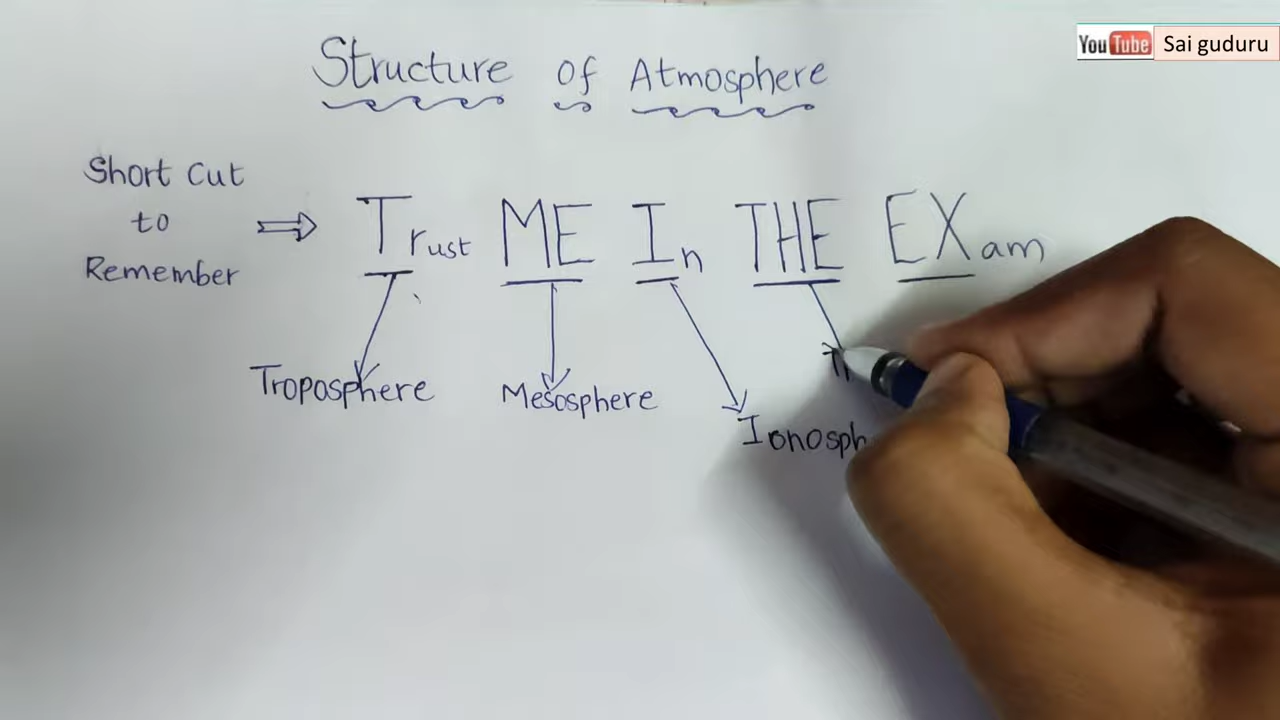 YouTube Sai guduru
Structure of Atmosphere
Short Cut
to
Remember
⇒ Trust ME In THE EXam
Troposphere Mesosphere
Ionosph